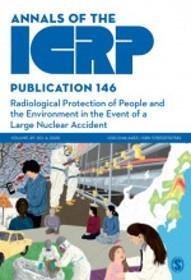 ANNALS OF THE
ICRP
PUBLICATION 146
Radiological Protection of People and
the Environment in the Event of a
Large Nuclear Accident
SAGE